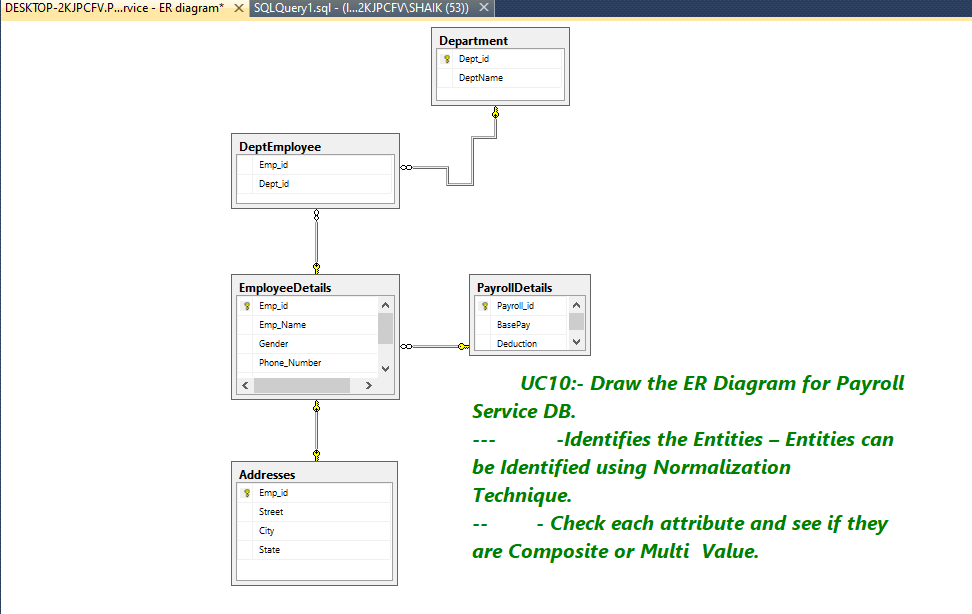 DESKTOP-2KJPCFV.P...rvice - ER diagram* SQLQuery1.sql - (l...2KJPCFV\SHAIK (53))
Department
Dept_id
DeptName
DeptEmployee
Emp_id
Dept_id
EmployeeDetails
Emp_id
Emp_Name
Gender
Phone_Number
PayrollDetails
Payroll_id
BasePay
Deduction
Addresses
Emp_id
Street
City
State
UC10:- Draw the ER Diagram for Payroll
Service DB.
--- -Identifies the Entities – Entities can
be Identified using Normalization
Technique.
-- - Check each attribute and see if they
are Composite or Multi Value.